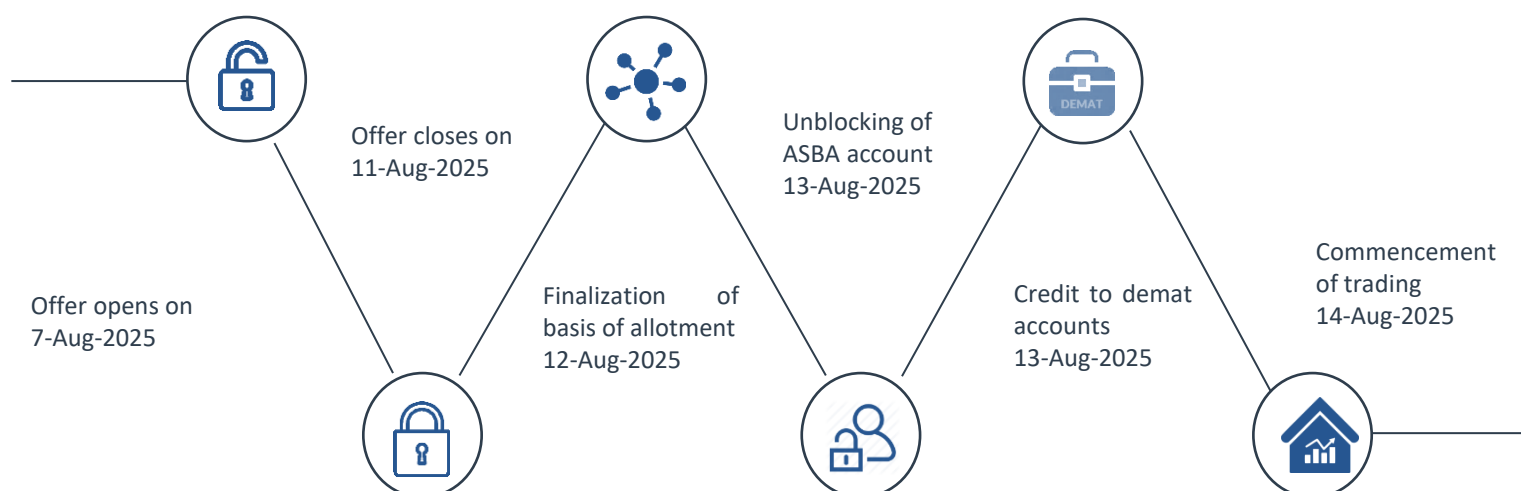 Offer opens on
7-Aug-2025
Offer closes on
11-Aug-2025
Finalization of
basis of allotment
12-Aug-2025
Unblocking of
ASBA account
13-Aug-2025
DEMAT
Credit to demat
accounts
13-Aug-2025
Commencement
of trading
14-Aug-2025